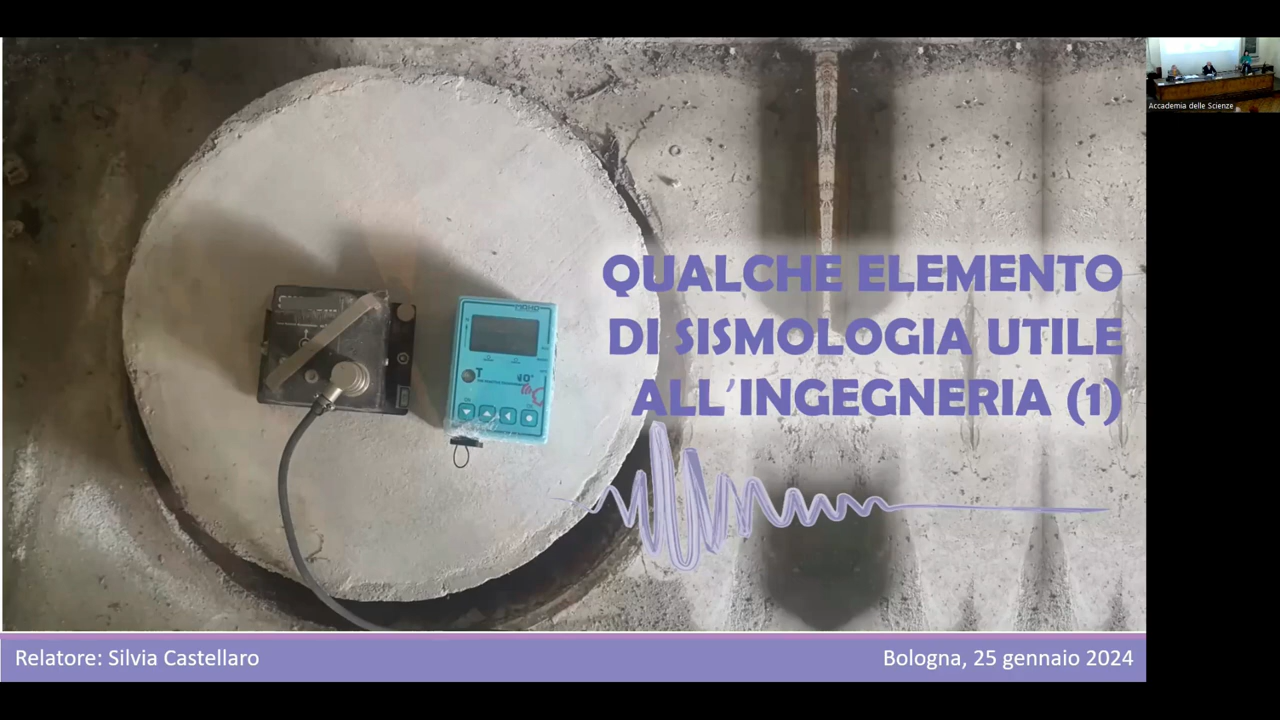 QUALCHE ELEMENTO
DI SISMOLOGIA UTILE
ALL'INGEGNERIA (1)
Relatore: Silvia Castellaro
Bologna, 25 gennaio 2024
Accademia delle Scienze